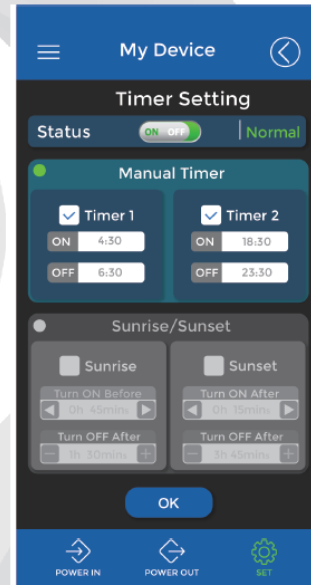 My Device
Timer Setting
Status ON OFF Normal
Manual Timer
Timer 1 Timer 2
ON 4:30 ON 18:30
OFF 6:30 OFF 23:30
Sunrise/Sunset
Sunrise Sunset
Turn ON Before Turn ON After
0h 45mins 0h 15mins
Turn OFF After Turn OFF After
1h 30mins 3h 45mins
OK
POWER IN POWER OUT SET